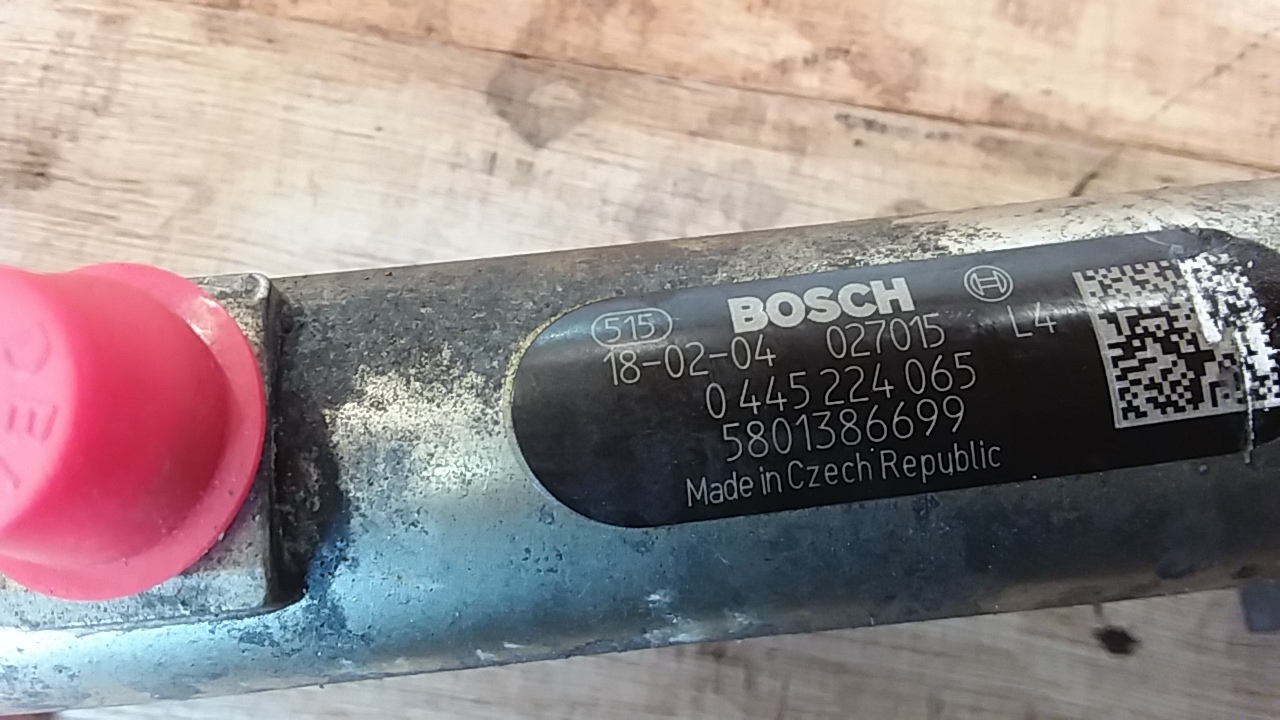 515 BOSCH
18-02-04 027015 L4
0 445 224 065
5801386699
Made in Czech Republic